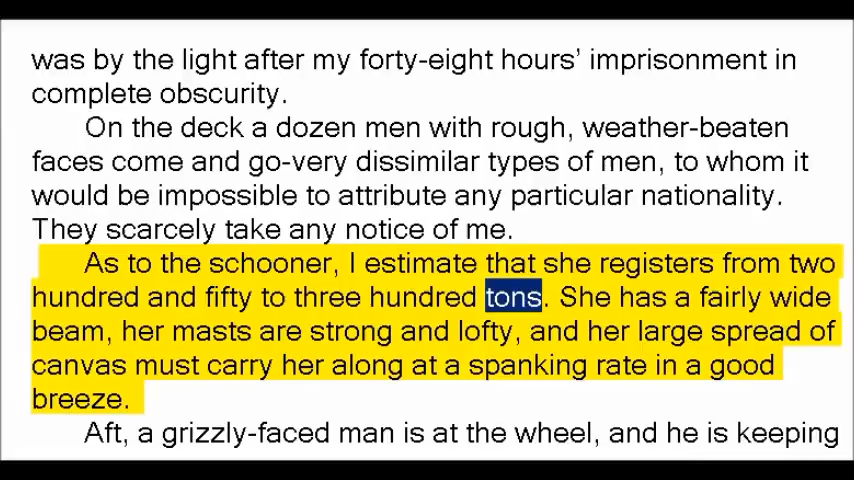 was by the light after my forty-eight hours’ imprisonment in
complete obscurity.
On the deck a dozen men with rough, weather-beaten
faces come and go-very dissimilar types of men, to whom it
would be impossible to attribute any particular nationality.
They scarcely take any notice of me.
As to the schooner, I estimate that she registers from two
hundred and fifty to three hundred tons. She has a fairly wide
beam, her masts are strong and lofty, and her large spread of
canvas must carry her along at a spanking rate in a good
breeze.
Aft, a grizzly-faced man is at the wheel, and he is keeping